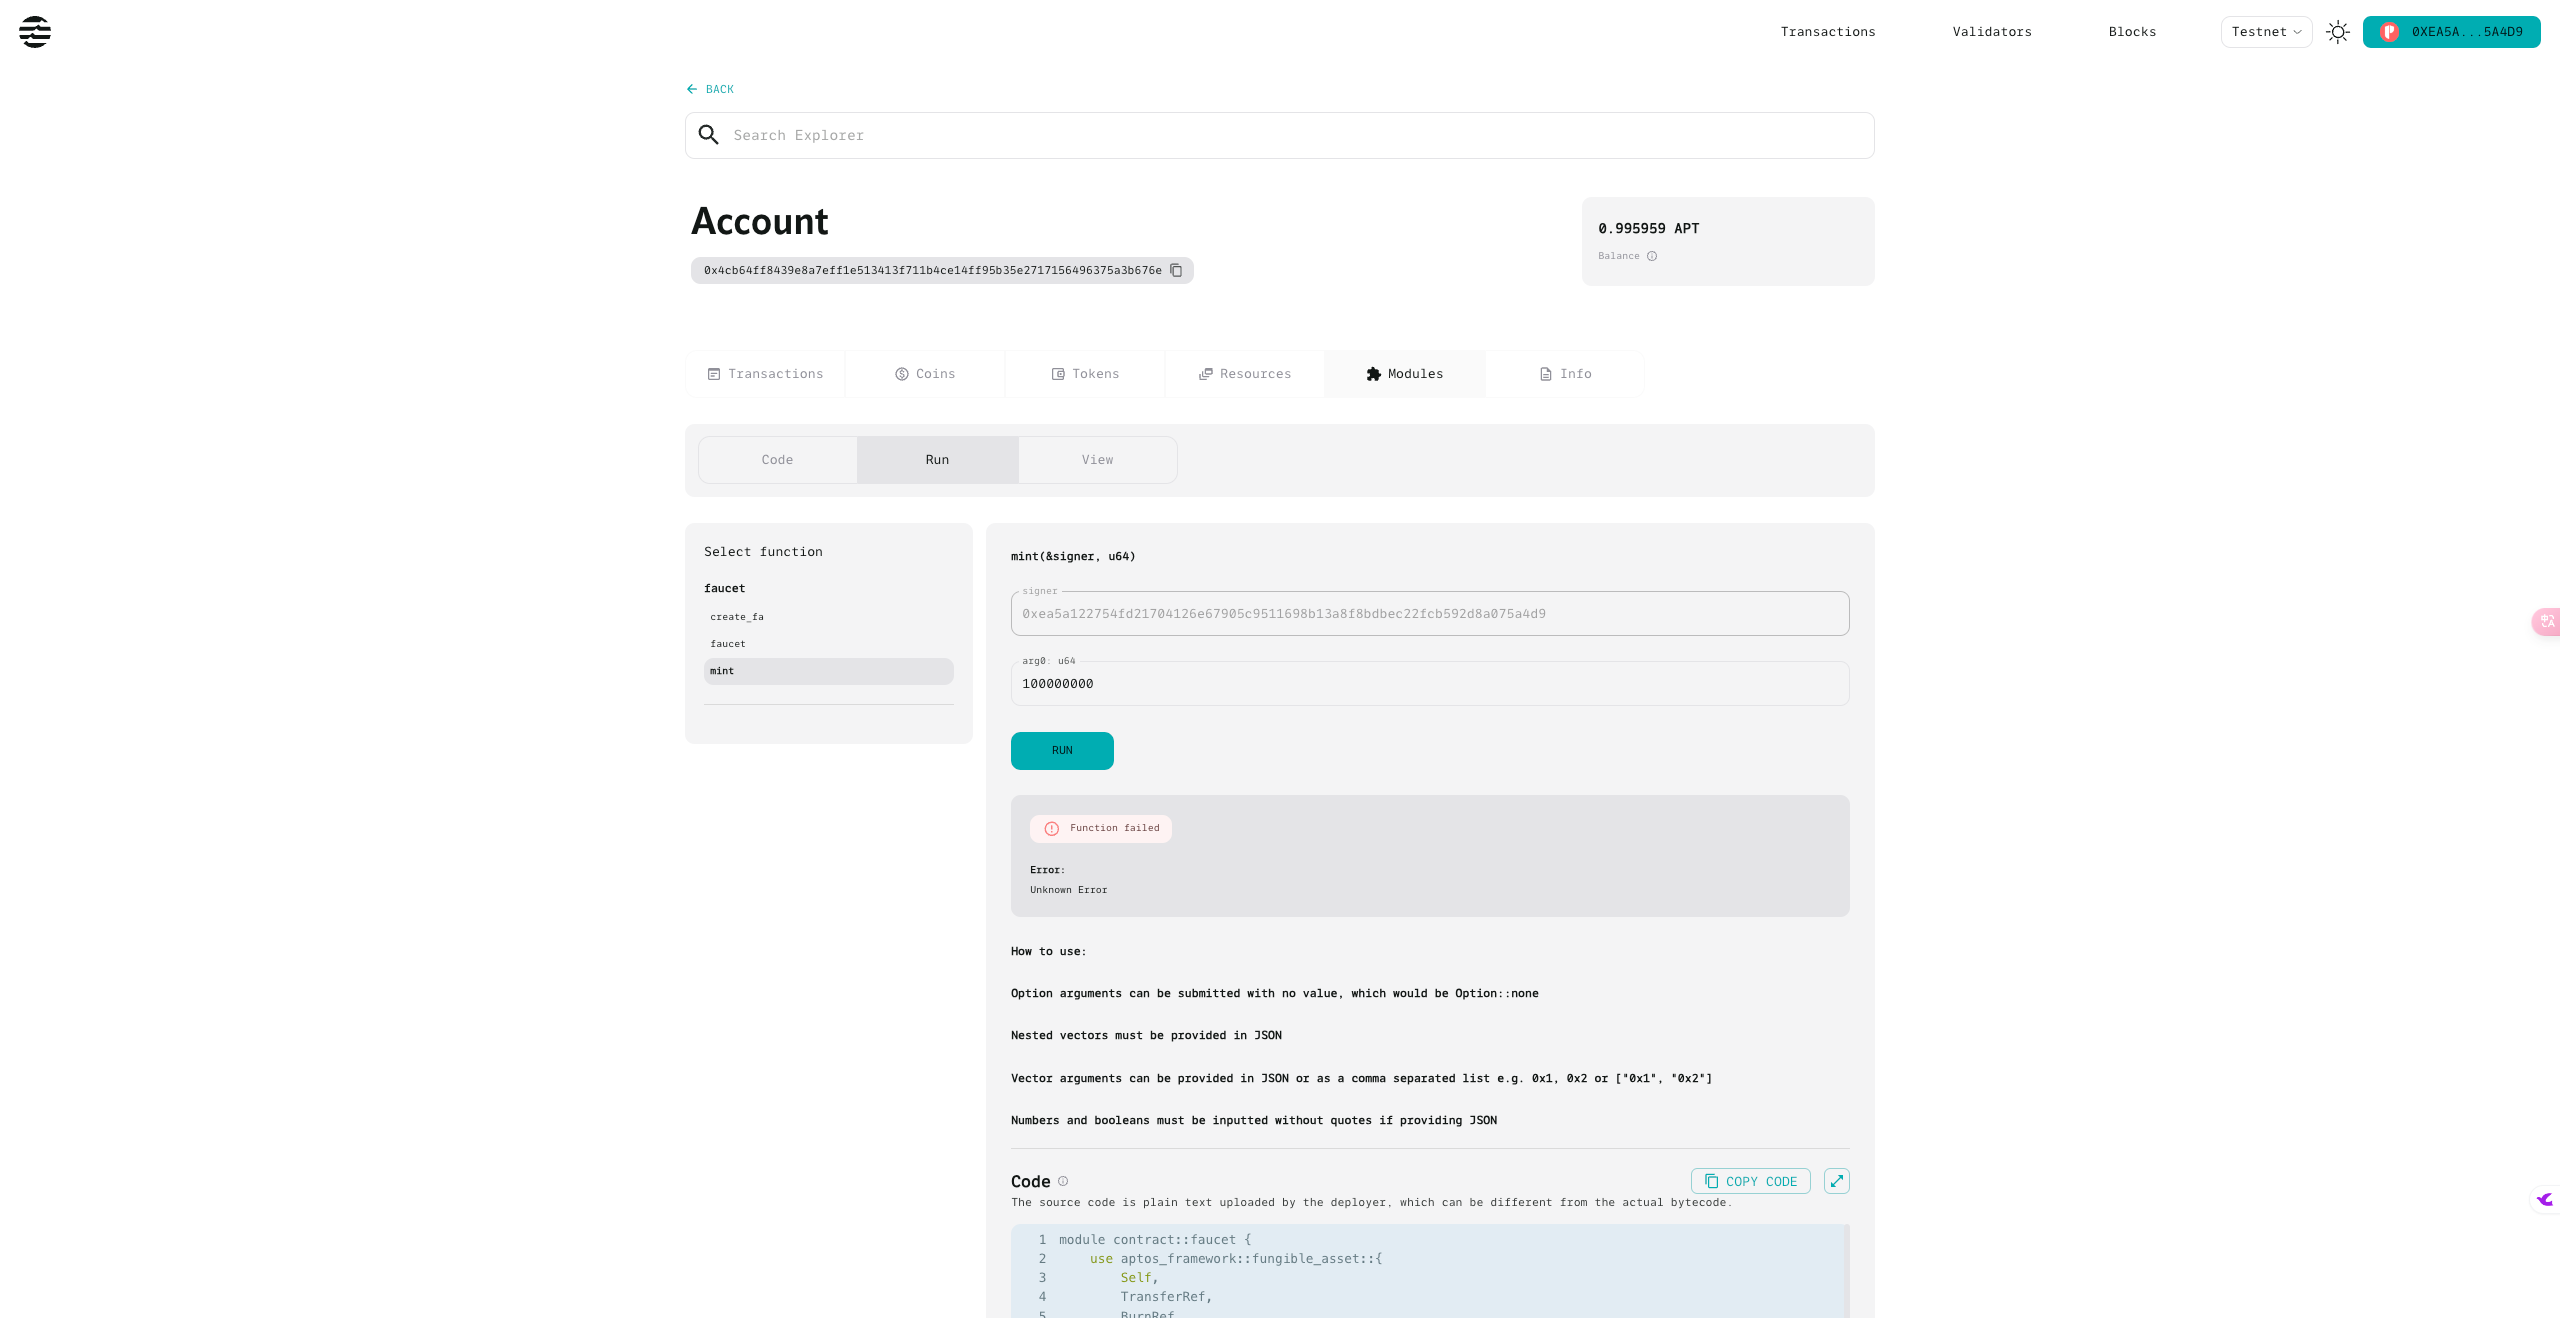 Transactions
Validators
Blocks
Testnet
0XEA5A...5A4D9
BACK
Search Explorer
Account
0x4cb64ff8439e8a7eff1e513413f711b4ce14ff95b35e2717156496375a3b676e
0.995959 APT
Balance
Transactions
Coins
Tokens
Resources
Modules
Info
Code
Run
View
Select function
faucet
create_fa
faucet
mint
mint(&signer, u64)
signer
0xea5a122754fd21704126e67905c9511698b13a8f8bdbec22fcb592d8a075a4d9
arg0: u64
100000000
RUN
Function failed
Error:
Unknown Error
How to use:
Option arguments can be submitted with no value, which would be Option::none
Nested vectors must be provided in JSON
Vector arguments can be provided in JSON or as a comma separated list e.g. 0x1, 0x2 or ["0x1", "0x2"]
Numbers and booleans must be inputted without quotes if providing JSON
Code
COPY CODE
The source code is plain text uploaded by the deployer, which can be different from the actual bytecode.
1 module contract::faucet {
2 use aptos_framework::fungible_asset::{
3 Self,
4 TransferRef,
5 BurnRef